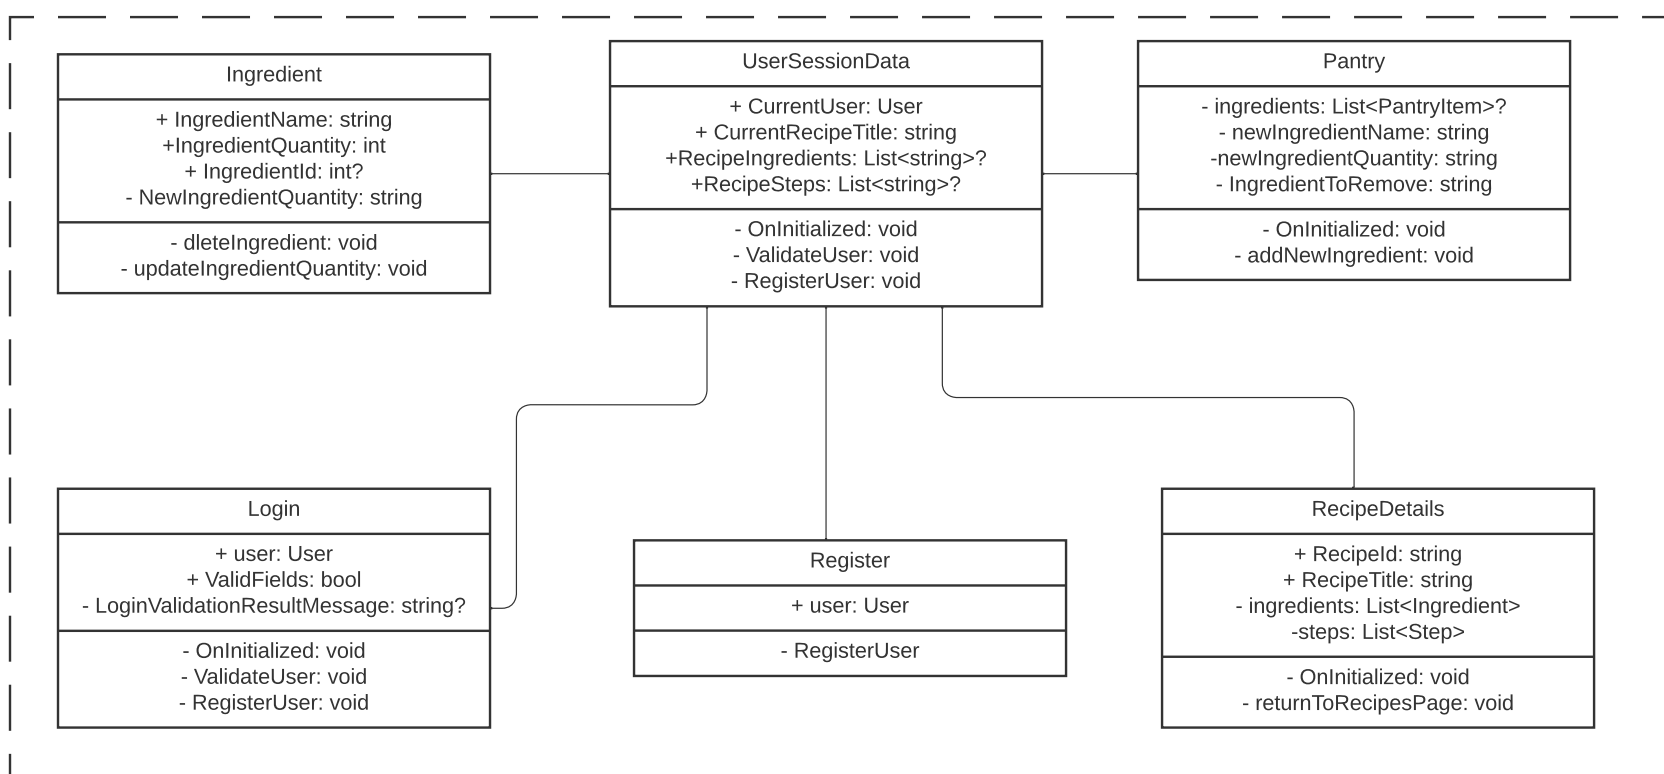 Ingredient
+ IngredientName: string
+IngredientQuantity: int
+ IngredientId: int?
- NewIngredientQuantity: string
- dleteIngredient: void
- updateIngredientQuantity: void
UserSessionData
+ CurrentUser: User
+ CurrentRecipeTitle: string
+RecipeIngredients: List<string>?
+RecipeSteps: List<string>?
- OnInitialized: void
- ValidateUser: void
- RegisterUser: void
Pantry
- ingredients: List<PantryItem>?
- newIngredientName: string
-newIngredientQuantity: string
- IngredientToRemove: string
- OnInitialized: void
- addNewIngredient: void
Login
+ user: User
+ ValidFields: bool
- LoginValidationResultMessage: string?
- OnInitialized: void
- ValidateUser: void
- RegisterUser: void
Register
+ user: User
- RegisterUser
RecipeDetails
+ RecipeId: string
+ RecipeTitle: string
- ingredients: List<Ingredient>
-steps: List<Step>
- OnInitialized: void
- returnToRecipesPage: void